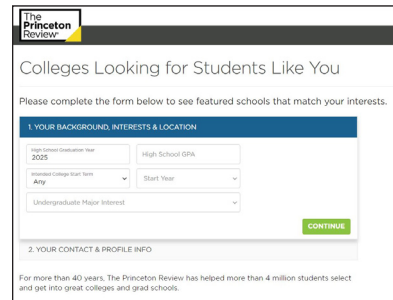 The
Princeton
Review®
Colleges Looking for Students Like You
Please complete the form below to see featured schools that match your interests.
1. YOUR BACKGROUND, INTERESTS & LOCATION
High School Graduation Year
2025
High School GPA
Intended College Start Term
Any
Start Year
Undergraduate Major Interest
CONTINUE
2. YOUR CONTACT & PROFILE INFO
For more than 40 years, The Princeton Review has helped more than 4 million students select
and get into great colleges and grad schools.